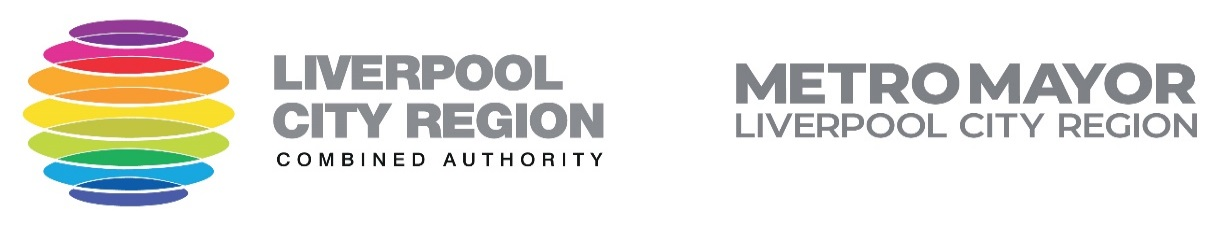 LIVERPOOL
CITY REGION
COMBINED AUTHORITY
METRO MAYOR
LIVERPOOL CITY REGION